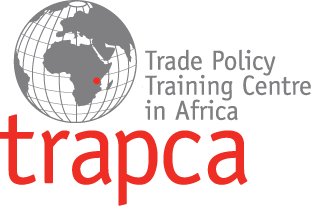 Trade Policy
Training Centre
in Africa
trapca